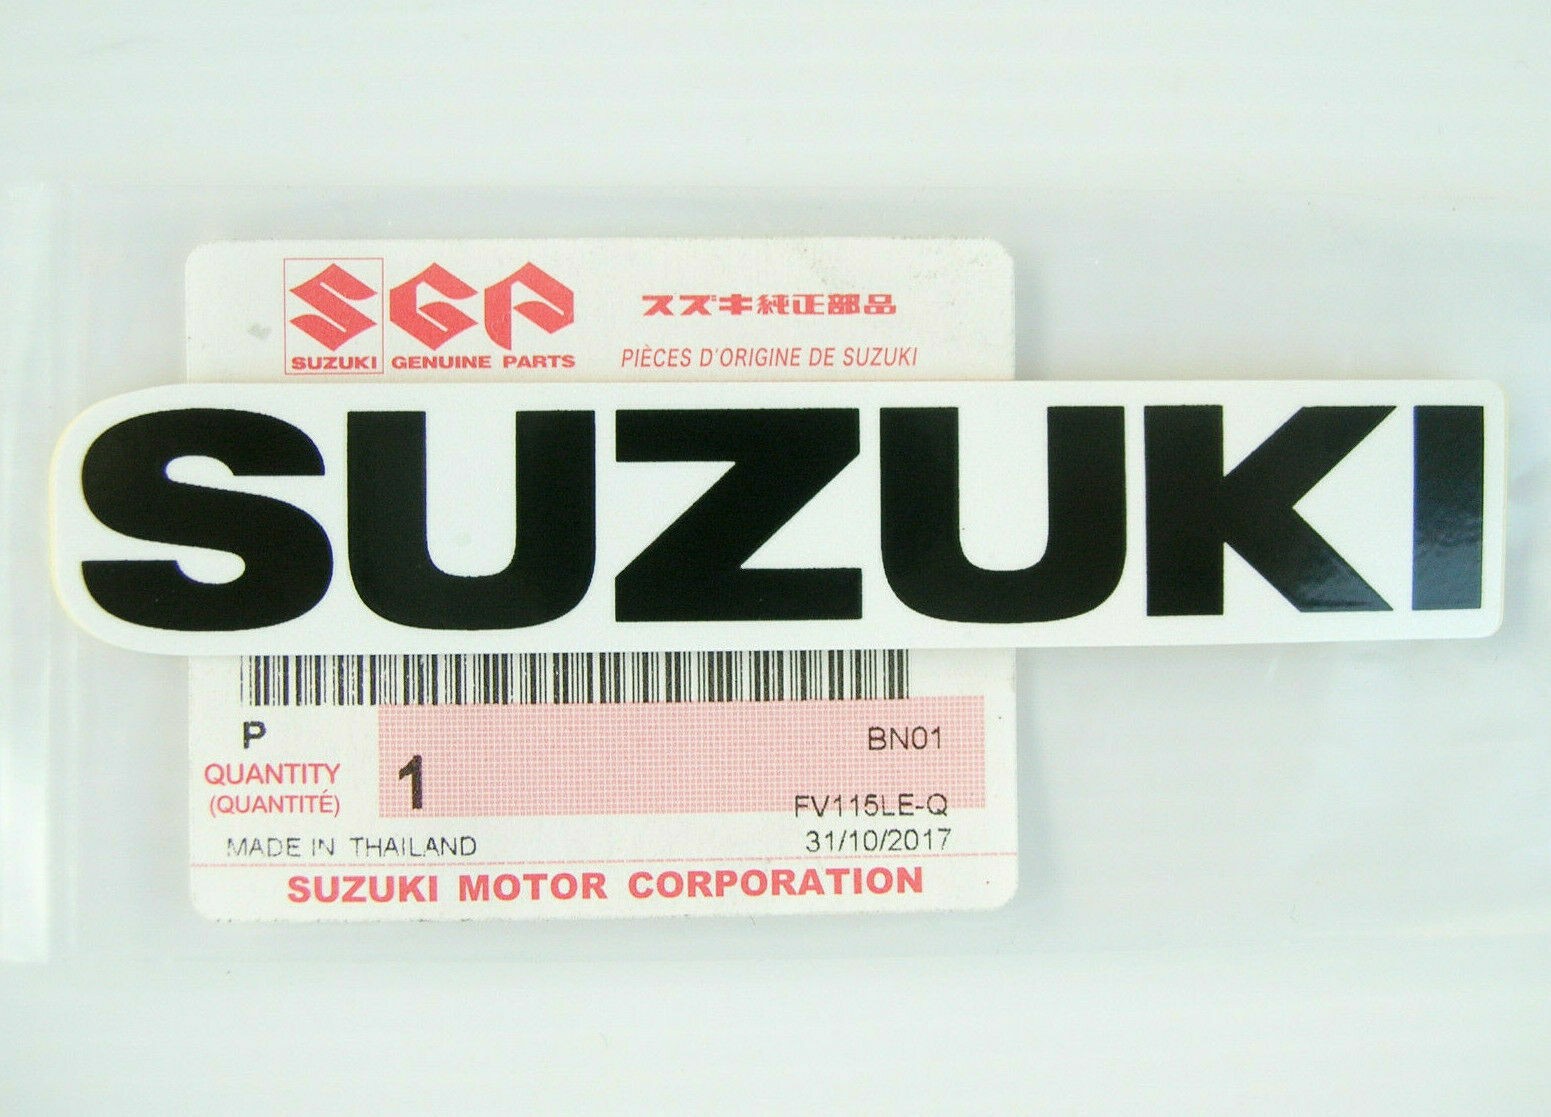 SUZUKI GENUINE PARTS
スズキ純正部品
PIÈCES D'ORIGINE DE SUZUKI
SUZUKI
P
BN01
QUANTITY
(QUANTITÉ)
1
FV115LE-Q
MADE IN THAILAND
31/10/2017
SUZUKI MOTOR CORPORATION